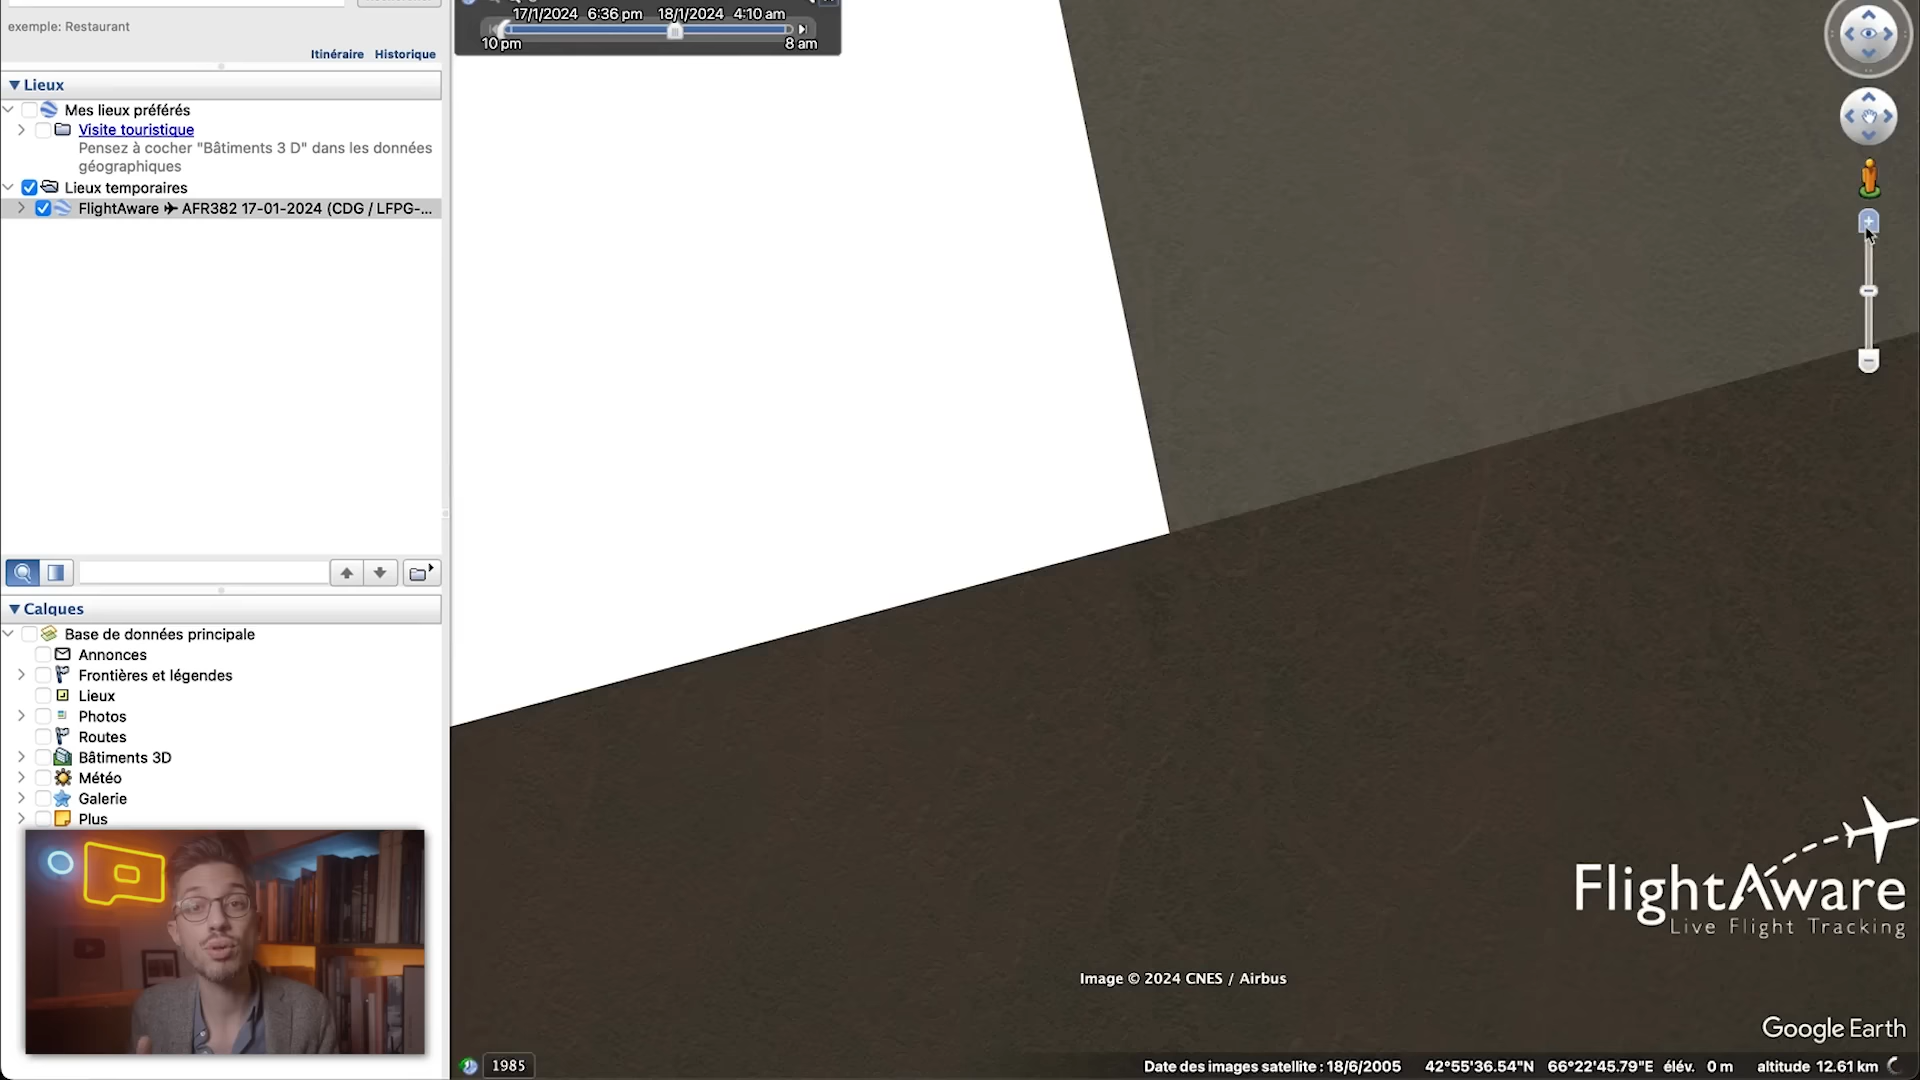 exemple: Restaurant
Itinéraire Historique
Lieux
Mes lieux préférés
Visite touristique
Pensez à cocher "Bâtiments 3 D" dans les données
géographiques
Lieux temporaires
FlightAware ✈ AFR382 17-01-2024 (CDG / LFPG-...
Calques
Base de données principale
Annonces
Frontières et légendes
Lieux
Photos
Routes
Bâtiments 3D
Météo
Galerie
Plus
17/1/2024 6:36 pm 18/1/2024 4:10 am
10 pm 8 am
FlightAware
Live Flight Tracking
Image © 2024 CNES / Airbus
Google Earth
1985
Date des images satellite : 18/6/2005 42°55'36.54"N 66°22'45.79"E élév. 0 m altitude 12.61 km